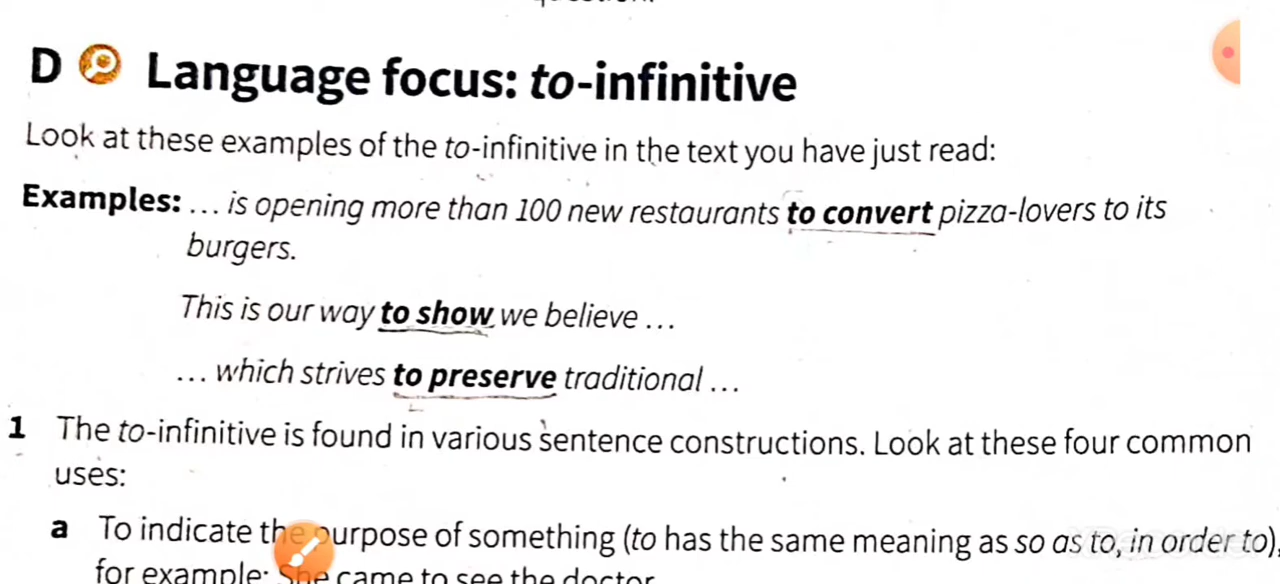 D Language focus: to-infinitive
Look at these examples of the to-infinitive in the text you have just read:
Examples: ... is opening more than 100 new restaurants to convert pizza-lovers to its
burgers.
This is our way to show we believe ...
... which strives to preserve traditional ...
1 The to-infinitive is found in various sentence constructions. Look at these four common
uses:
a To indicate the purpose of something (to has the same meaning as so as to, in order to),
for example: She came to see the doctor